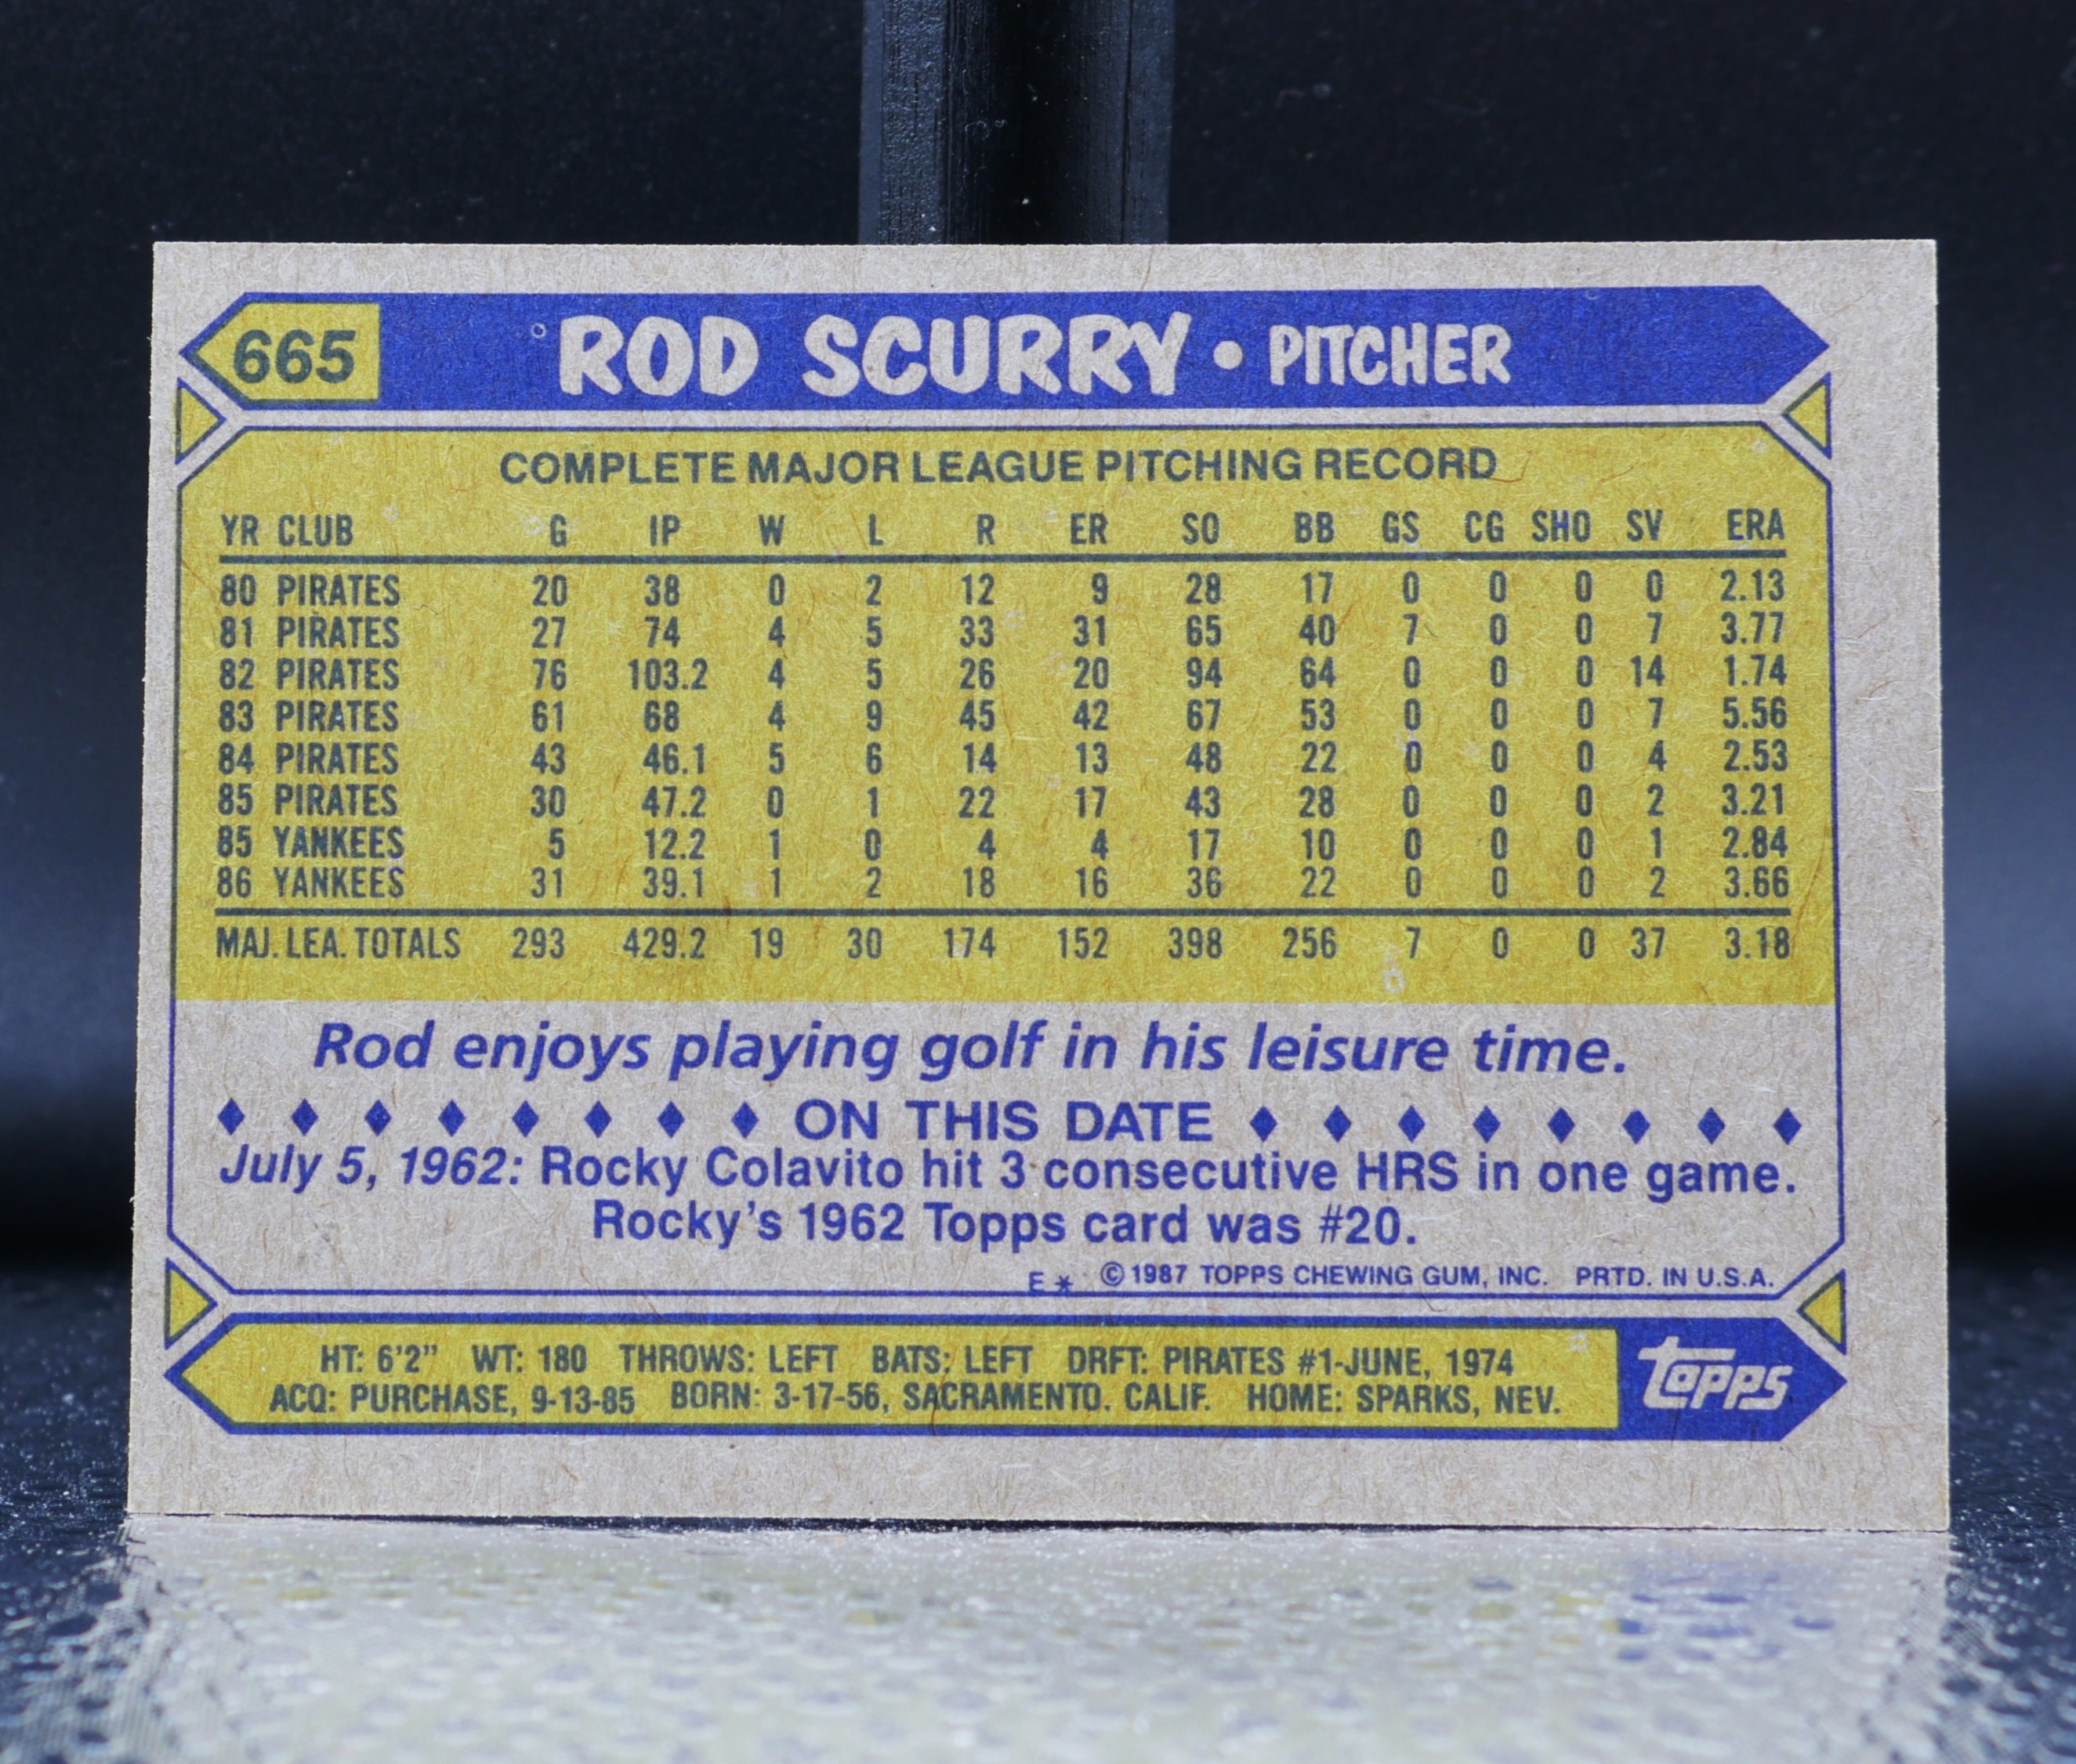 665 ROD SCURRY • PITCHER
COMPLETE MAJOR LEAGUE PITCHING RECORD
YR CLUB G IP W L R ER SO BB GS CG SHO SV ERA
80 PIRATES 20 38 0 2 12 9 28 17 0 0 0 0 2.13
81 PIRATES 27 74 4 5 33 31 65 40 7 0 0 7 3.77
82 PIRATES 76 103.2 4 5 26 20 94 64 0 0 0 14 1.74
83 PIRATES 61 68 4 9 45 42 67 53 0 0 0 7 5.56
84 PIRATES 43 46.1 5 6 14 13 48 22 0 0 0 4 2.53
85 PIRATES 30 47.2 0 1 22 17 43 28 0 0 0 2 3.21
85 YANKEES 5 12.2 1 0 4 4 17 10 0 0 0 1 2.84
86 YANKEES 31 39.1 1 2 18 16 36 22 0 0 0 2 3.66
MAJ. LEA. TOTALS 293 429.2 19 30 174 152 398 256 7 0 0 37 3.18
Rod enjoys playing golf in his leisure time.
♦ ♦ ♦ ♦ ♦ ♦ ♦ ♦ ON THIS DATE ♦ ♦ ♦ ♦ ♦ ♦ ♦ ♦
July 5, 1962: Rocky Colavito hit 3 consecutive HRS in one game.
Rocky's 1962 Topps card was #20.
E * © 1987 TOPPS CHEWING GUM, INC. PRTD. IN U.S.A.
HT: 6'2" WT: 180 THROWS: LEFT BATS: LEFT DRFT: PIRATES #1-JUNE, 1974
ACQ: PURCHASE, 9-13-85 BORN: 3-17-56, SACRAMENTO. CALIF. HOME: SPARKS, NEV.
topps